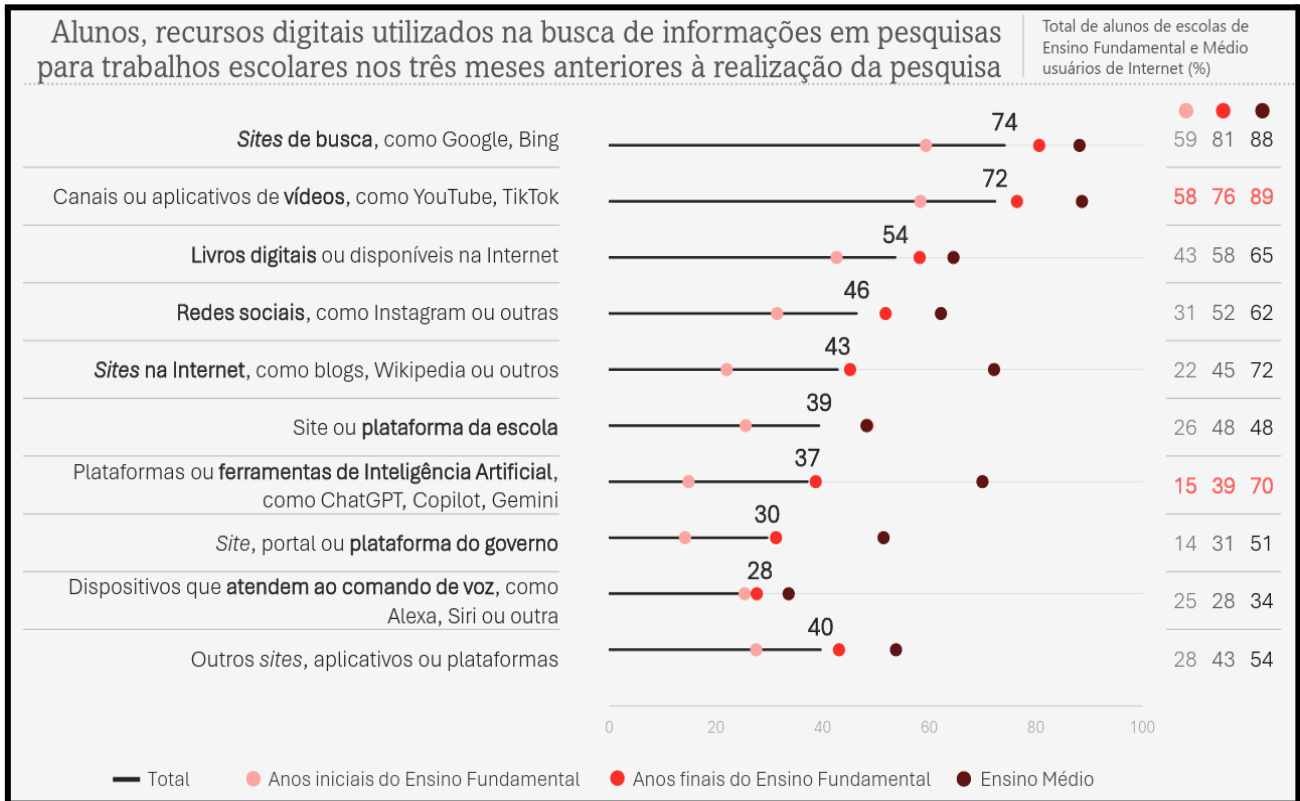 Alunos, recursos digitais utilizados na busca de informações em pesquisas
para trabalhos escolares nos três meses anteriores à realização da pesquisa
Total de alunos de escolas de
Ensino Fundamental e Médio
usuários de Internet (%)
Sites de busca, como Google, Bing
74
59 81 88
Canais ou aplicativos de vídeos, como YouTube, TikTok
72
58 76 89
Livros digitais ou disponíveis na Internet
54
43 58 65
Redes sociais, como Instagram ou outras
46
31 52 62
Sites na Internet, como blogs, Wikipedia ou outros
43
22 45 72
Site ou plataforma da escola
39
26 48 48
Plataformas ou ferramentas de Inteligência Artificial,
como ChatGPT, Copilot, Gemini
37
15 39 70
Site, portal ou plataforma do governo
30
14 31 51
Dispositivos que atendem ao comando de voz, como
Alexa, Siri ou outra
28
25 28 34
Outros sites, aplicativos ou plataformas
40
28 43 54
0 20 40 60 80 100
Total Anos iniciais do Ensino Fundamental Anos finais do Ensino Fundamental Ensino Médio